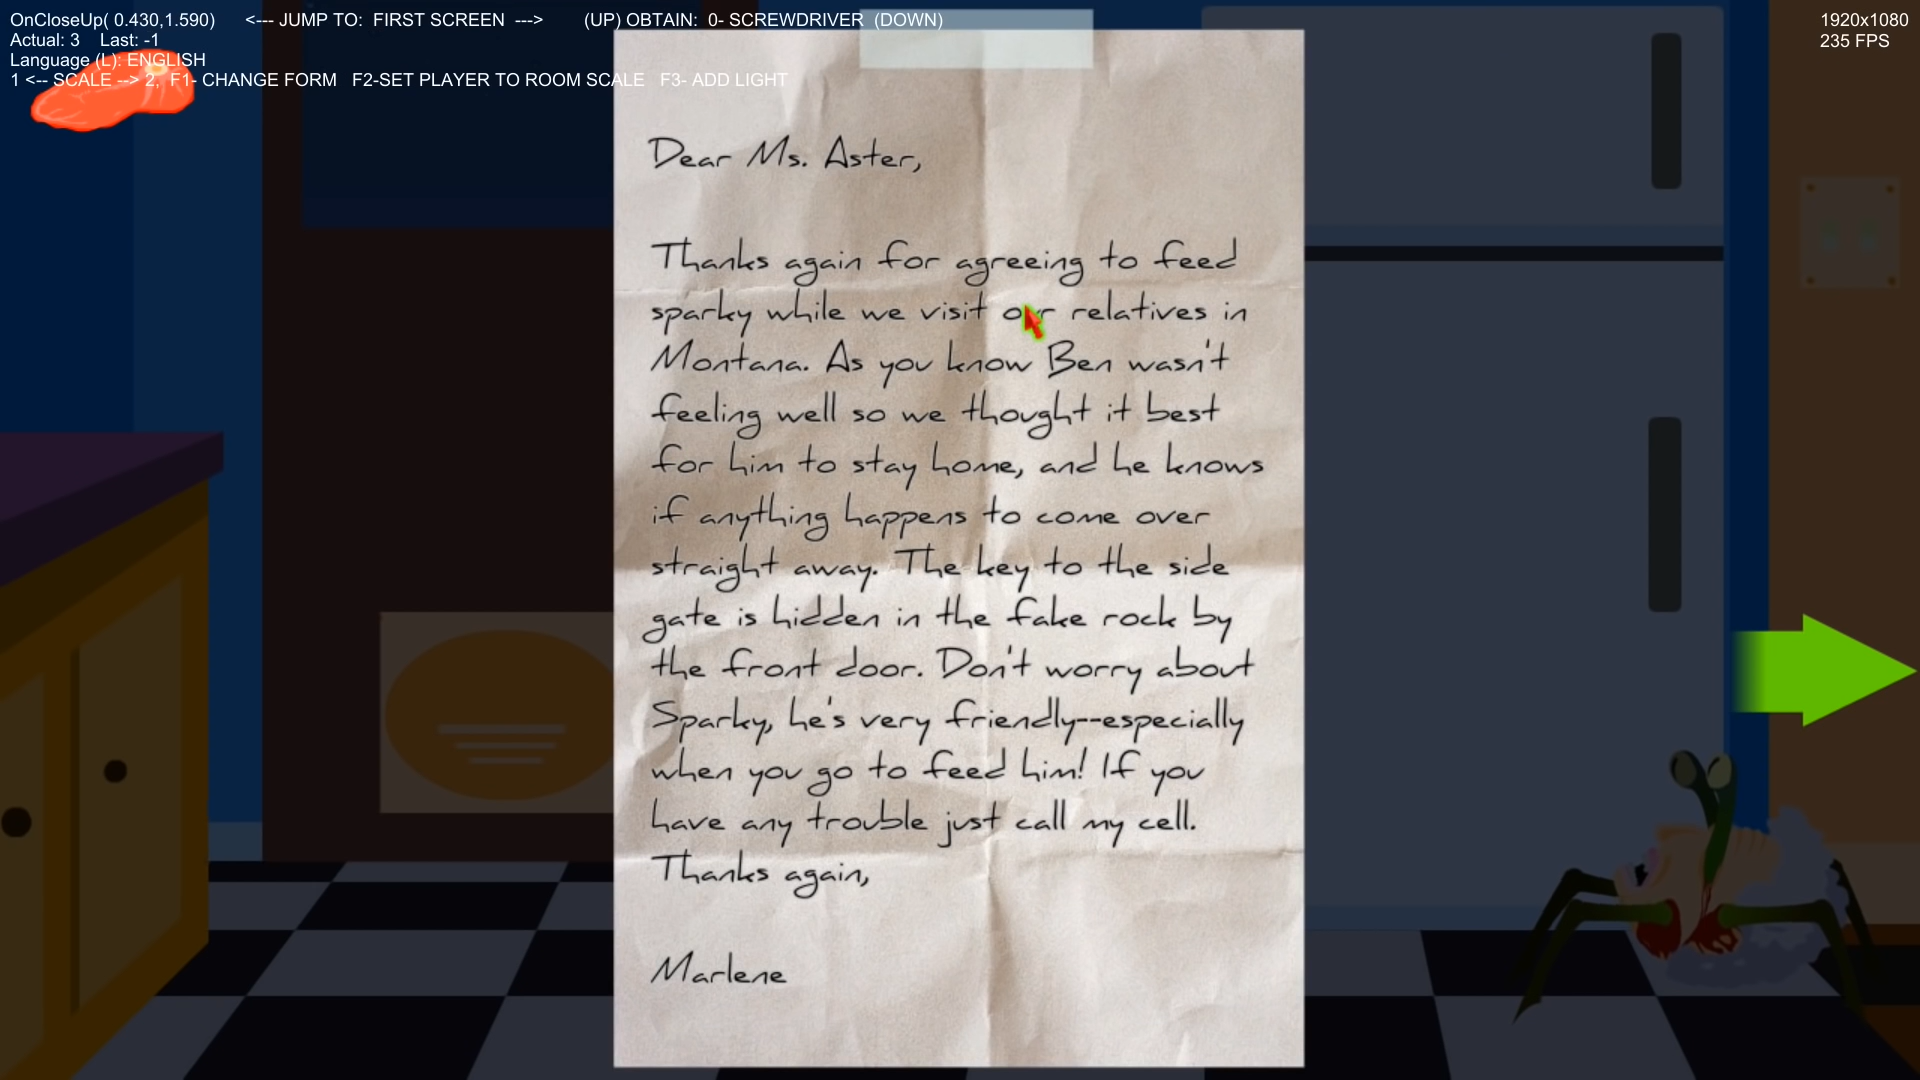 OnCloseUp( 0.430,1.590) <--- JUMP TO: FIRST SCREEN ---> (UP) OBTAIN: 0- SCREWDRIVER (DOWN)
Actual: 3 Last: -1
Language (L): ENGLISH
1 <-- SCALE --> 2, F1- CHANGE FORM F2-SET PLAYER TO ROOM SCALE F3- ADD LIGHT
1920x1080
235 FPS
Dear Ms. Aster,
Thanks again for agreeing to feed
sparky while we visit our relatives in
Montana. As you know Ben wasn't
feeling well so we thought it best
for him to stay home, and he knows
if anything happens to come over
straight away. The key to the side
gate is hidden in the fake rock by
the front door. Don't worry about
Sparky, he's very friendly--especially
when you go to feed him! If you
have any trouble just call my cell.
Thanks again,
Marlene